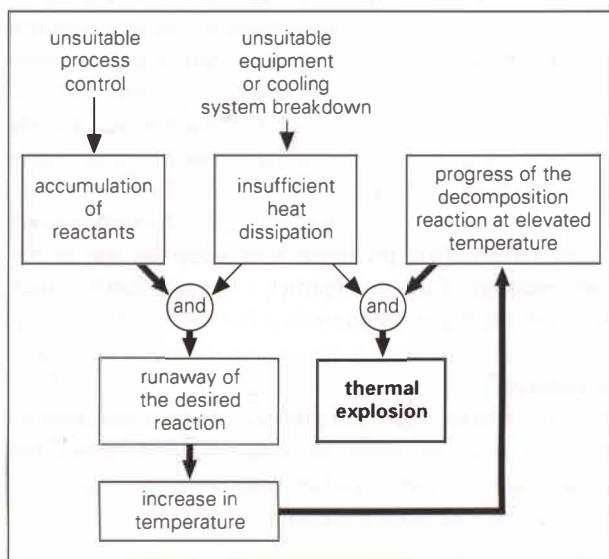 unsuitable
process
control
unsuitable
equipment
or cooling
system breakdown
accumulation
of
reactants
insufficient
heat
dissipation
progress of the
decomposition
reaction at elevated
temperature
and
and
runaway of
the desired
reaction
thermal
explosion
increase in
temperature